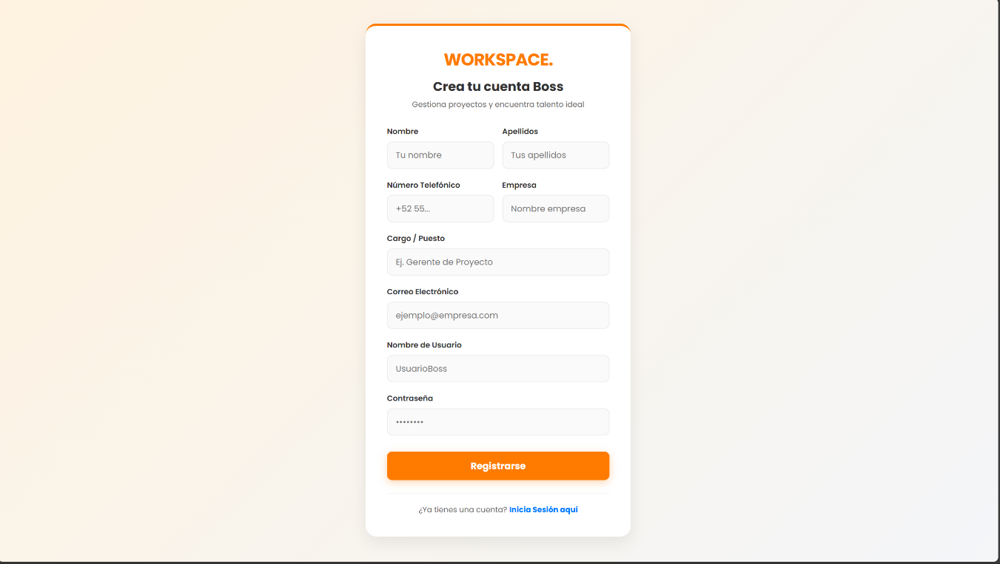 WORKSPACE.
Crea tu cuenta Boss
Gestiona proyectos y encuentra talento ideal
Nombre
Apellidos
Tu nombre
Tus apellidos
Número Telefónico
Empresa
+52 55...
Nombre empresa
Cargo / Puesto
Ej. Gerente de Proyecto
Correo Electrónico
ejemplo@empresa.com
Nombre de Usuario
UsuarioBoss
Contraseña
••••••••
Registrarse
¿Ya tienes una cuenta? Inicia Sesión aquí